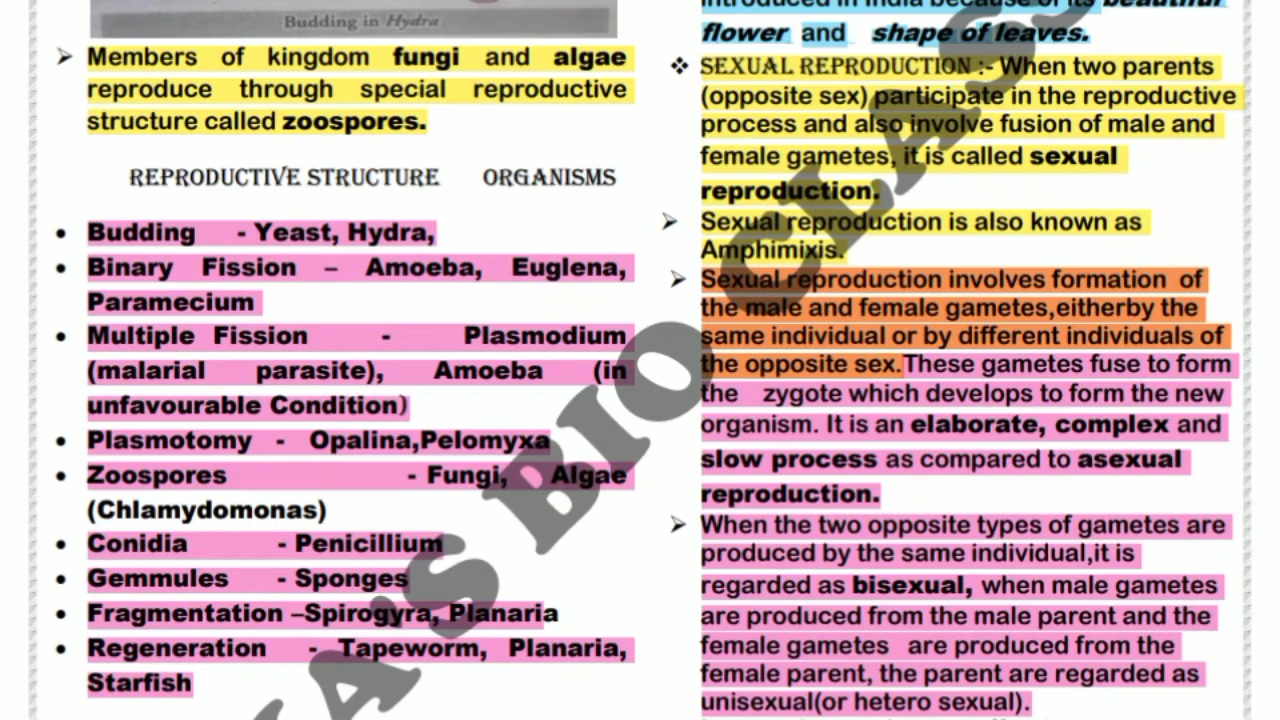 Budding in Hydra
➢ Members of kingdom fungi and algae
reproduce through special reproductive
structure called zoospores.
REPRODUCTIVE STRUCTURE ORGANISMS
• Budding - Yeast, Hydra,
• Binary Fission – Amoeba, Euglena,
Paramecium
• Multiple Fission - Plasmodium
(malarial parasite), Amoeba (in
unfavourable Condition)
• Plasmotomy - Opalina,Pelomyxa
• Zoospores - Fungi, Algae
(Chlamydomonas)
• Conidia - Penicillium
• Gemmules - Sponges
• Fragmentation –Spirogyra, Planaria
• Regeneration - Tapeworm, Planaria,
Starfish
introduced in India because of its beautiful
flower and shape of leaves.
❖ SEXUAL REPRODUCTION :- When two parents
(opposite sex) participate in the reproductive
process and also involve fusion of male and
female gametes, it is called sexual
reproduction.
➢ Sexual reproduction is also known as
Amphimixis.
➢ Sexual reproduction involves formation of
the male and female gametes,eitherby the
same individual or by different individuals of
the opposite sex.These gametes fuse to form
the zygote which develops to form the new
organism. It is an elaborate, complex and
slow process as compared to asexual
reproduction.
➢ When the two opposite types of gametes are
produced by the same individual,it is
regarded as bisexual, when male gametes
are produced from the male parent and the
female gametes are produced from the
female parent, the parent are regarded as
unisexual(or hetero sexual).
'S BIO CLASS